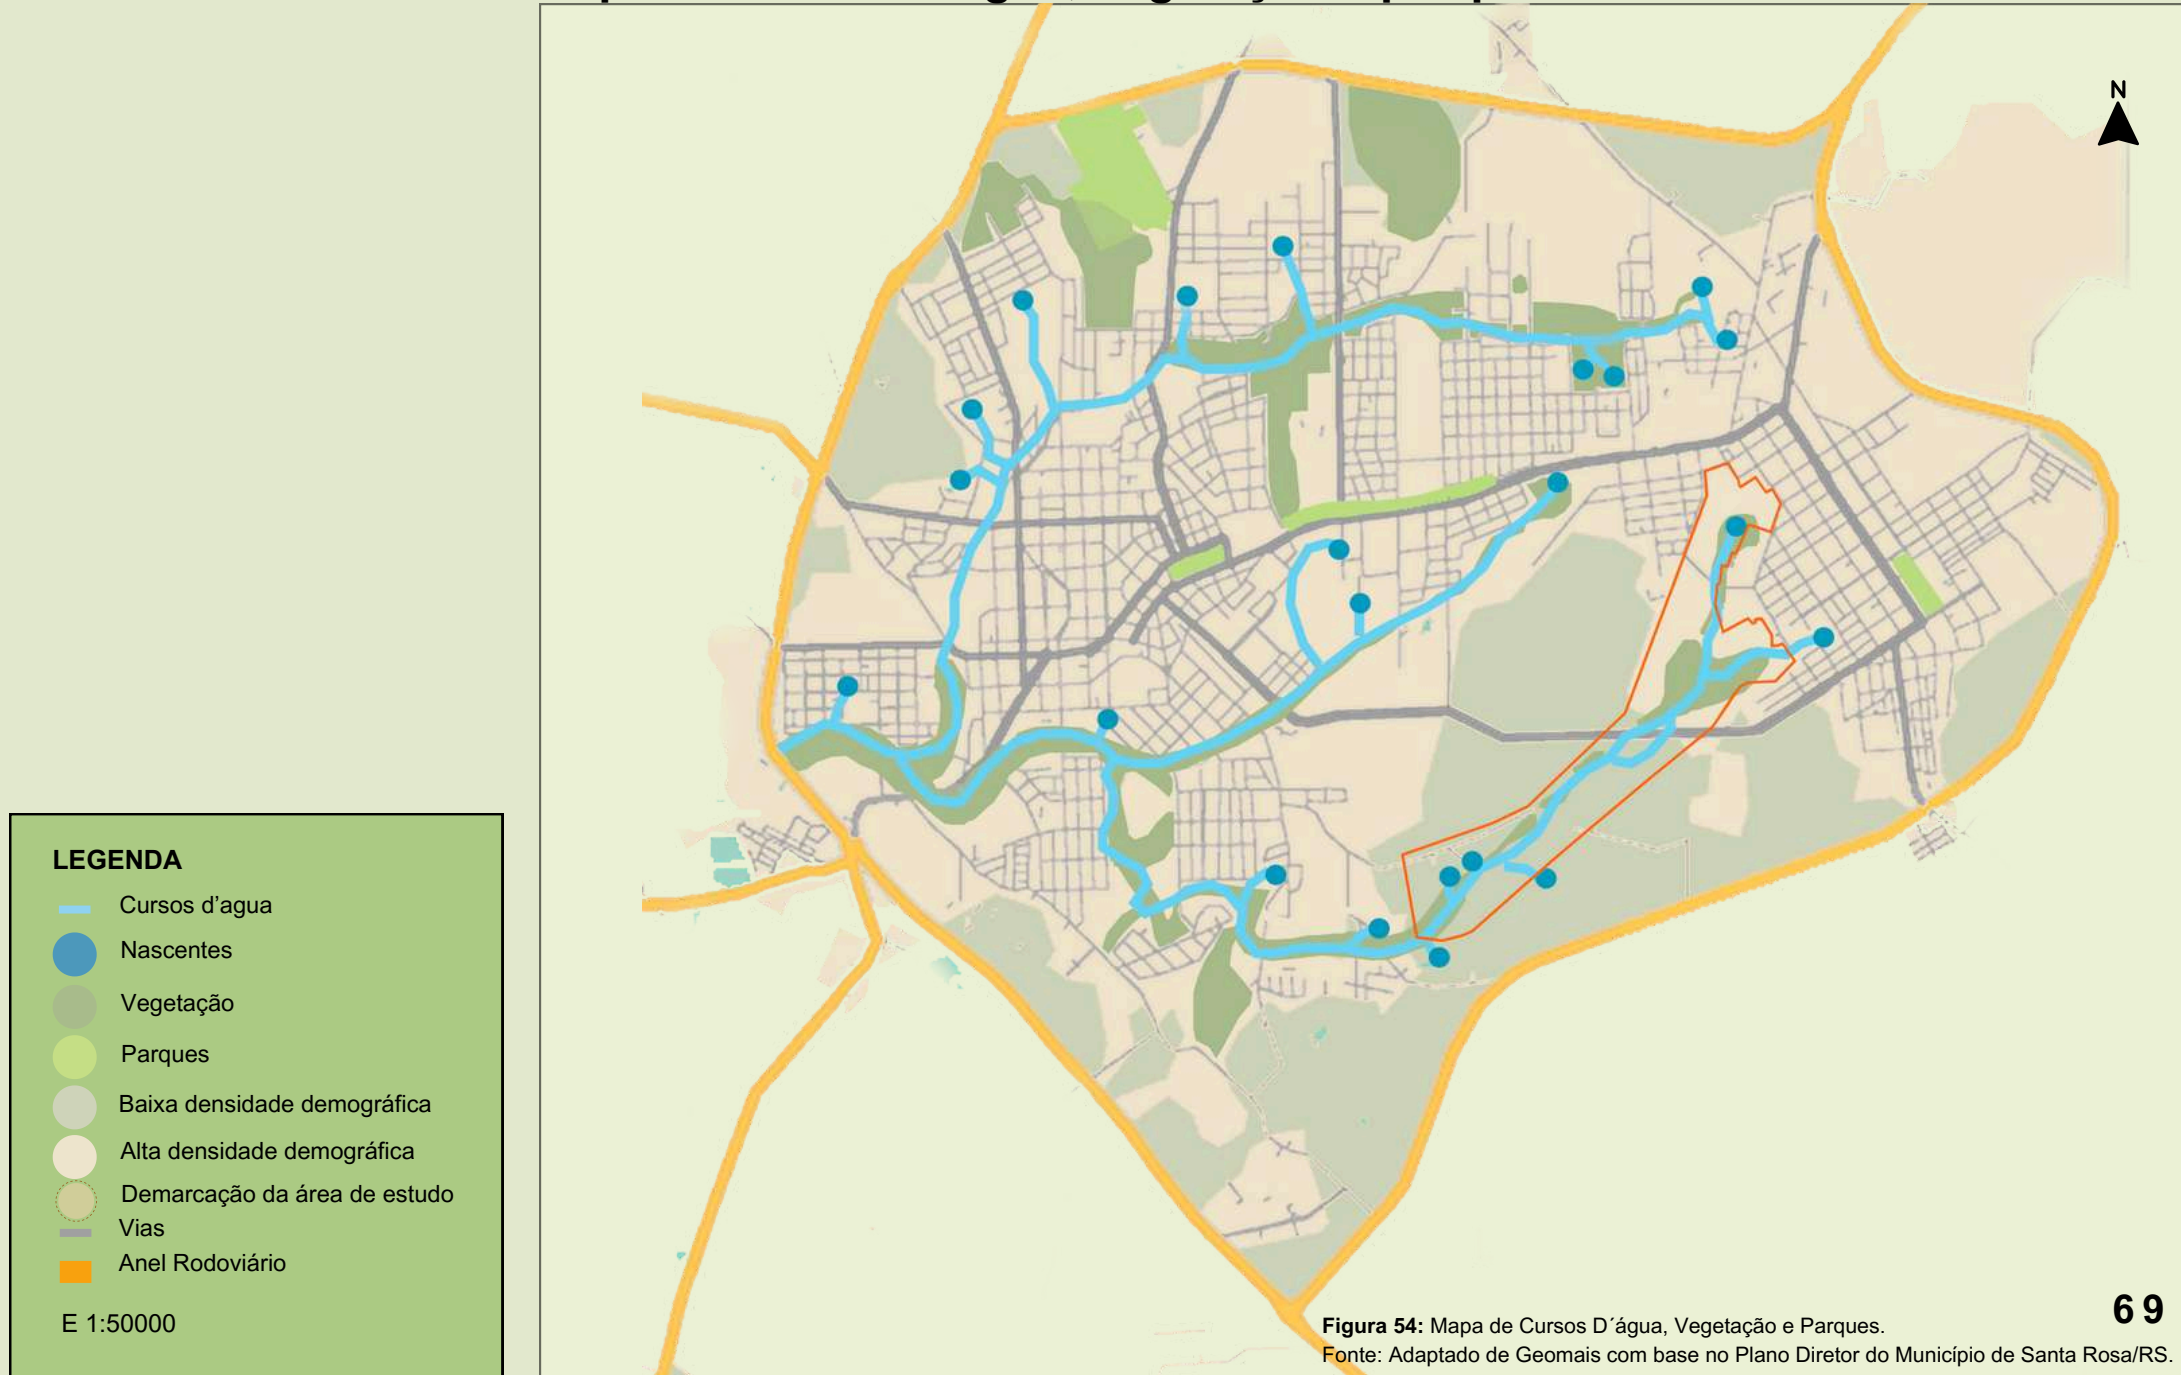 N
LEGENDA
Cursos d’agua
Nascentes
Vegetação
Parques
Baixa densidade demográfica
Alta densidade demográfica
Demarcação da área de estudo
Vias
Anel Rodoviário
E 1:50000
69
Figura 54: Mapa de Cursos D´água, Vegetação e Parques.
Fonte: Adaptado de Geomais com base no Plano Diretor do Município de Santa Rosa/RS.